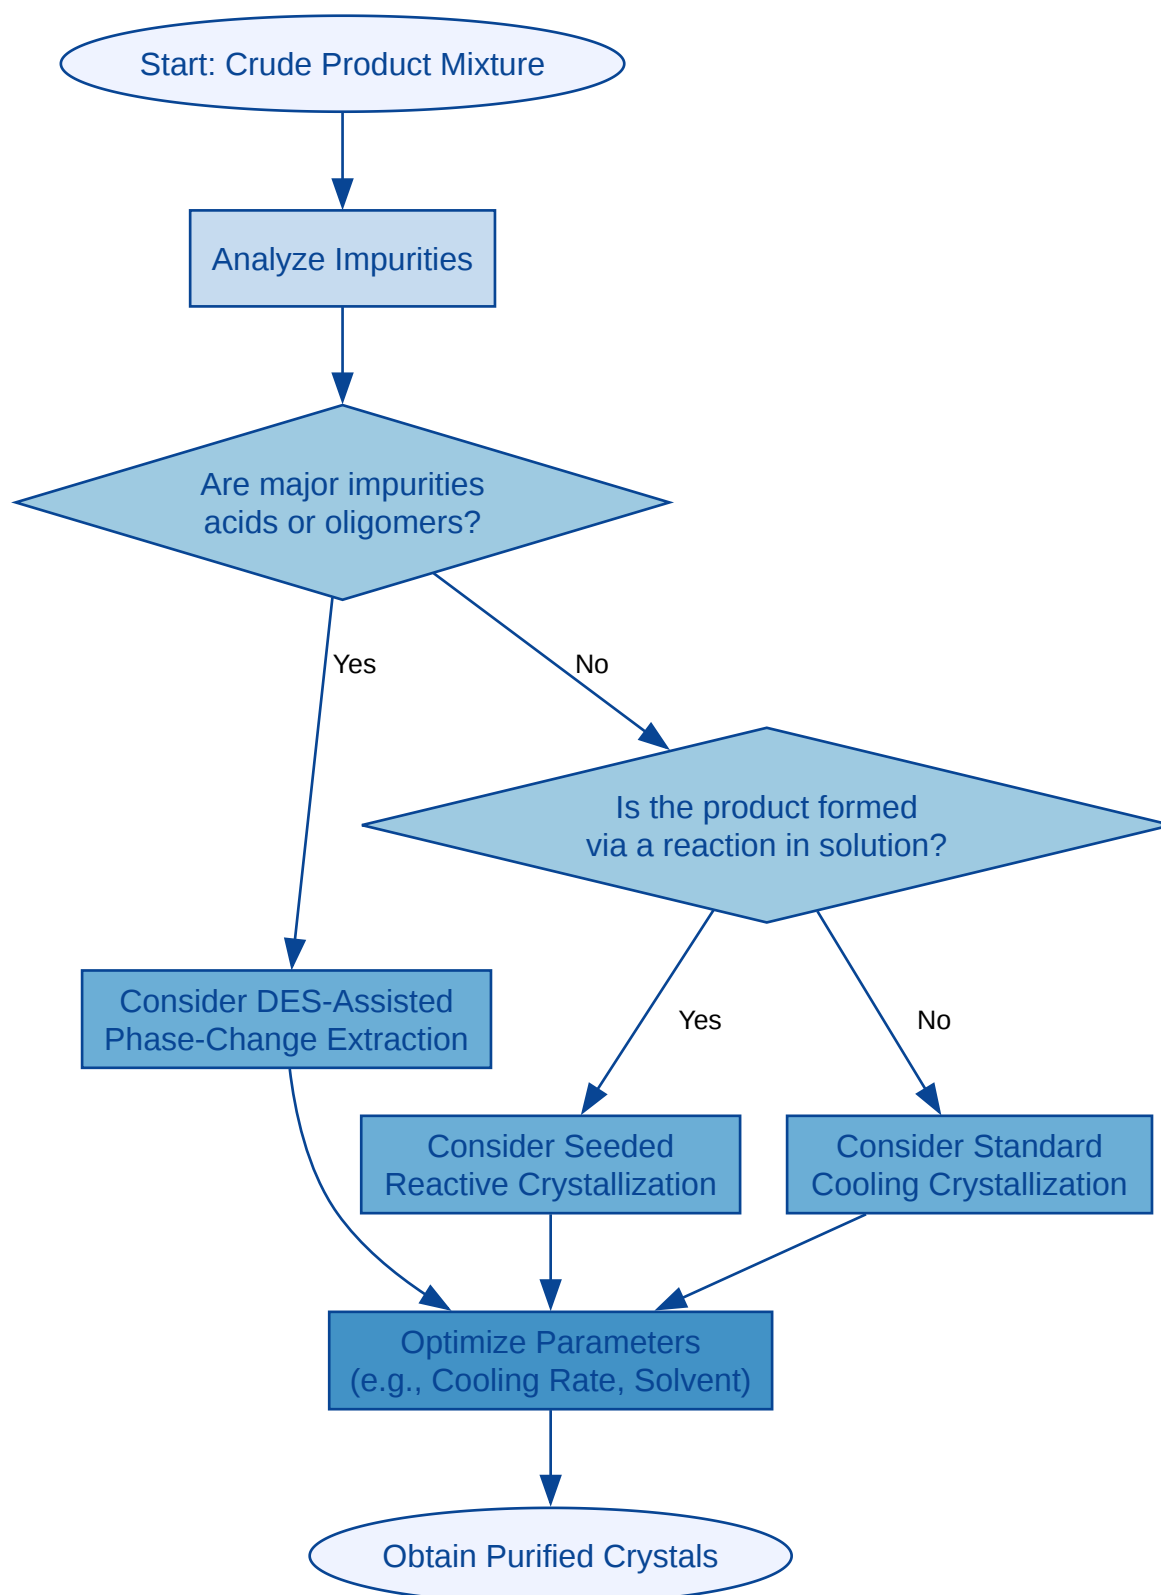 Start: Crude Product Mixture
Analyze Impurities
Are major impurities
acids or oligomers?
Yes
No
Is the product formed
via a reaction in solution?
Consider DES-Assisted
Phase-Change Extraction
Yes
No
Consider Seeded
Reactive Crystallization
Consider Standard
Cooling Crystallization
Optimize Parameters
(e.g., Cooling Rate, Solvent)
Obtain Purified Crystals